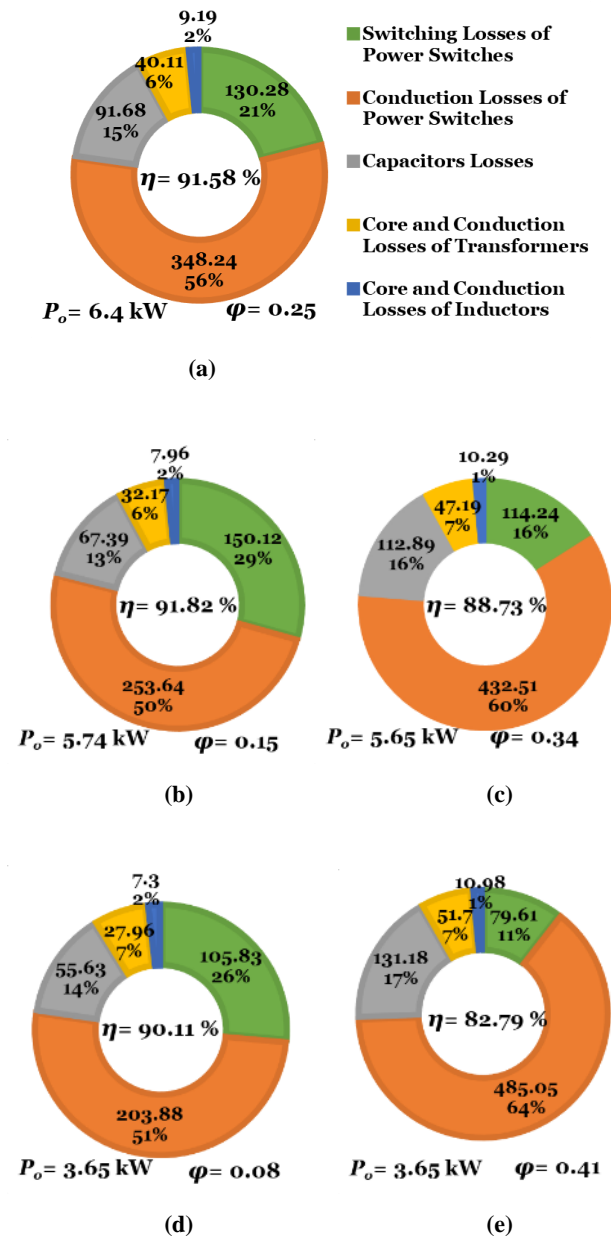 9.19
2%
40.11
6%
130.28
21%
91.68
15%
η= 91.58 %
348.24
56%
Pₒ= 6.4 kW
φ= 0.25
Switching Losses of
Power Switches
Conduction Losses of
Power Switches
Capacitors Losses
Core and Conduction
Losses of Transformers
Core and Conduction
Losses of Inductors
(a)
7.96
2%
32.17
6%
150.12
29%
67.39
13%
η= 91.82 %
253.64
50%
Pₒ= 5.74 kW
φ= 0.15
(b)
10.29
1%
47.19
7%
114.24
16%
112.89
16%
η= 88.73 %
432.51
60%
Pₒ= 5.65 kW
φ= 0.34
(c)
7.3
2%
27.96
7%
105.83
26%
55.63
14%
η= 90.11 %
203.88
51%
Pₒ= 3.65 kW
φ= 0.08
(d)
10.98
1%
51.7
7%
79.61
11%
131.18
17%
η= 82.79 %
485.05
64%
Pₒ= 3.65 kW
φ= 0.41
(e)